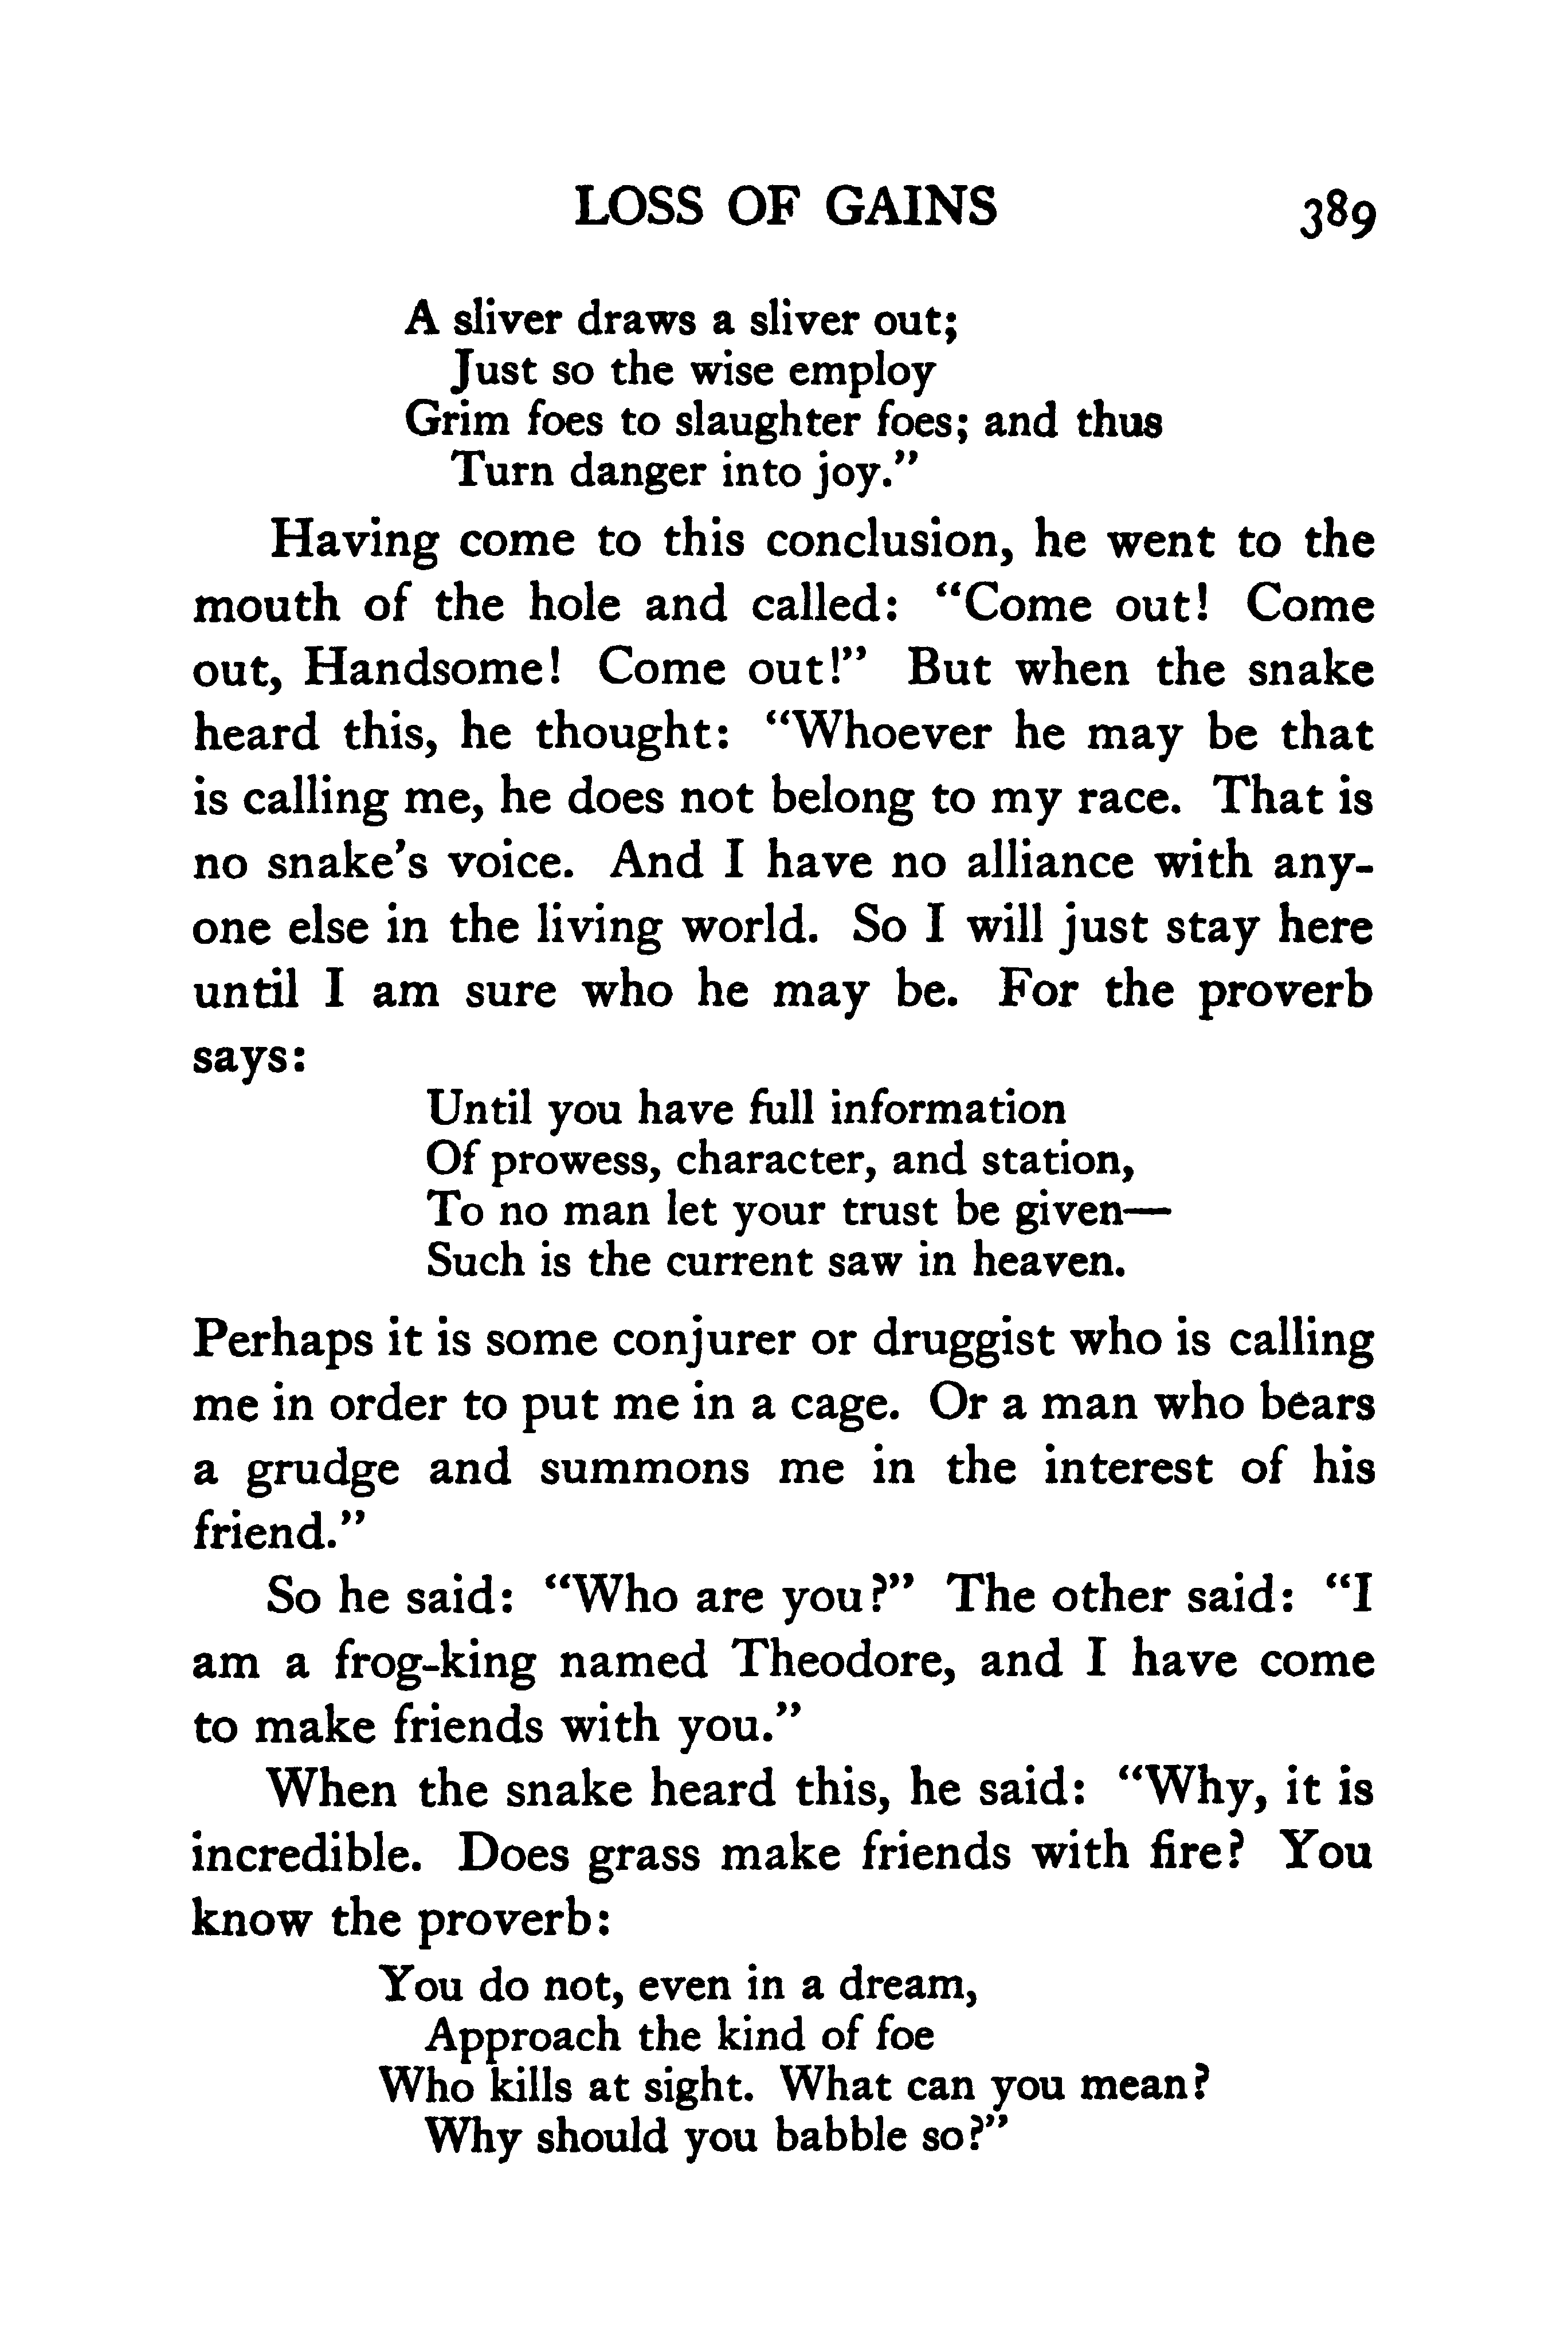 LOSS OF GAINS 389
A sliver draws a sliver out;
Just so the wise employ
Grim foes to slaughter foes; and thus
Turn danger into joy.”
Having come to this conclusion, he went to the
mouth of the hole and called: “Come out! Come
out, Handsome! Come out!” But when the snake
heard this, he thought: “Whoever he may be that
is calling me, he does not belong to my race. That is
no snake’s voice. And I have no alliance with any-
one else in the living world. So I will just stay here
until I am sure who he may be. For the proverb
says:
Until you have full information
Of prowess, character, and station,
To no man let your trust be given—
Such is the current saw in heaven.
Perhaps it is some conjurer or druggist who is calling
me in order to put me in a cage. Or a man who bears
a grudge and summons me in the interest of his
friend.”
So he said: “Who are you?” The other said: “I
am a frog-king named Theodore, and I have come
to make friends with you.”
When the snake heard this, he said: “Why, it is
incredible. Does grass make friends with fire? You
know the proverb:
You do not, even in a dream,
Approach the kind of foe
Who kills at sight. What can you mean?
Why should you babble so?”